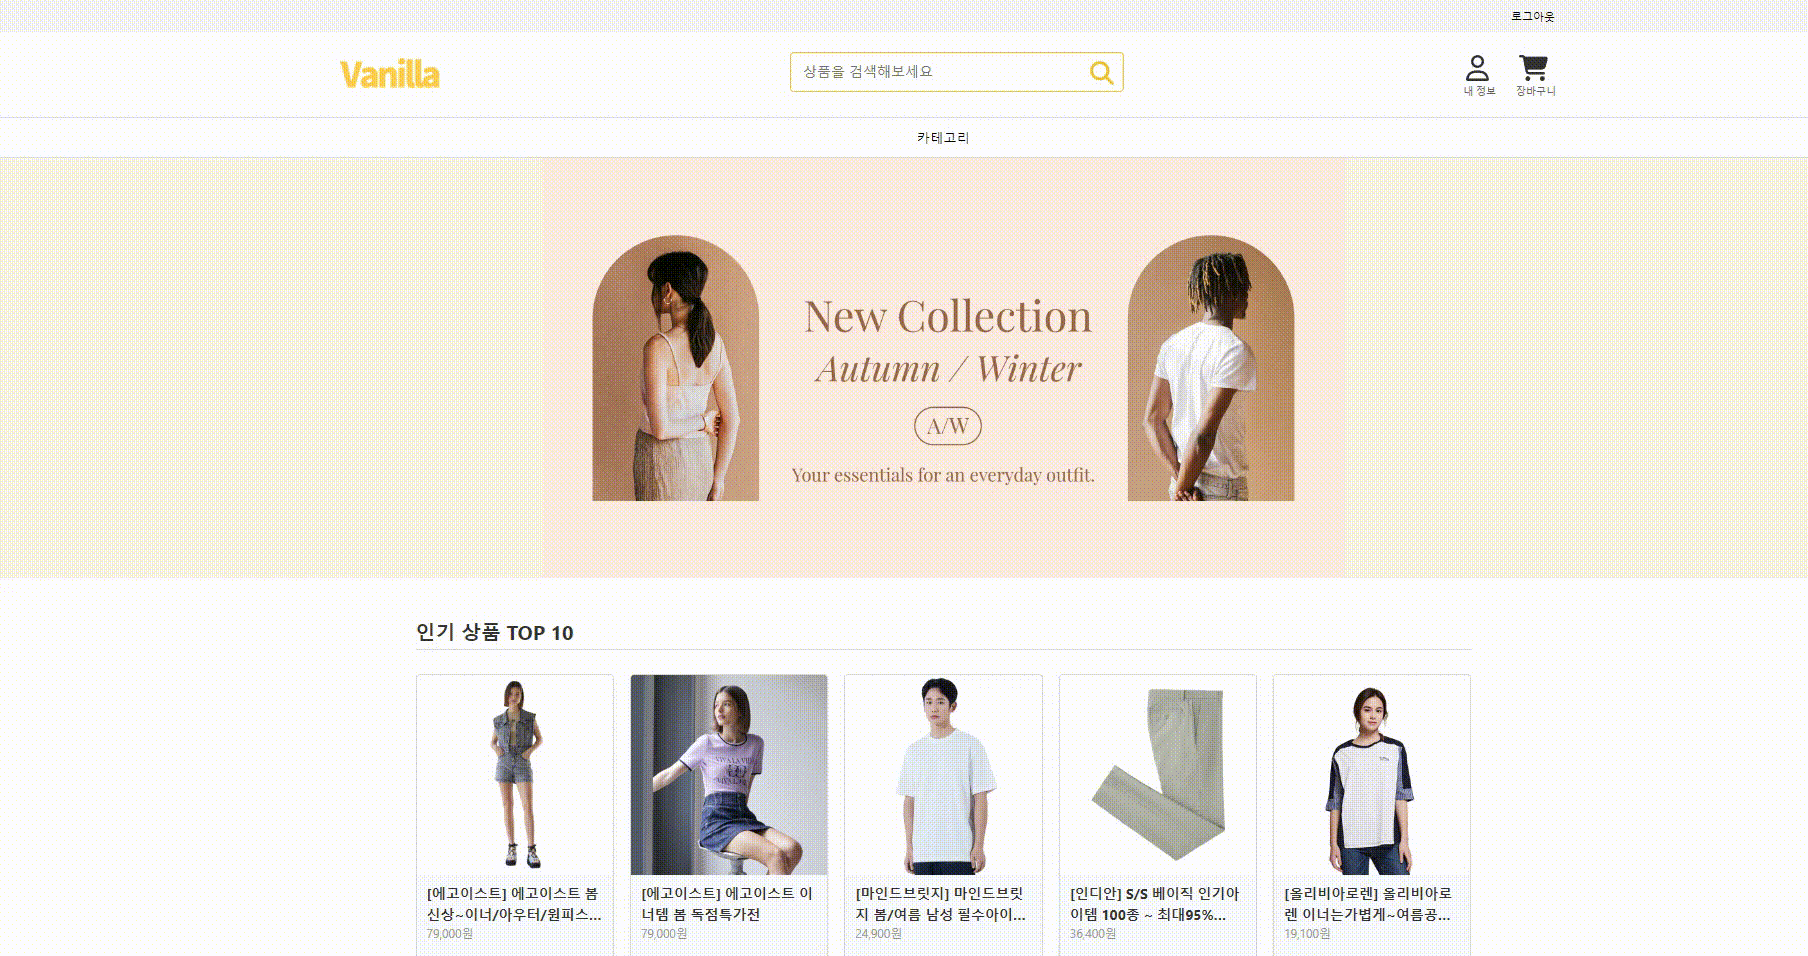 로그아웃
Vanilla
상품을 검색해보세요
내 정보
장바구니
카테고리
New Collection
Autumn / Winter
A/W
Your essentials for an everyday outfit.
인기 상품 TOP 10
[에고이스트] 에고이스트 봄
신상~이너/아우터/원피스...
79,000원
[에고이스트] 에고이스트 이
너템 봄 독점특가전
79,000원
[마인드브릿지] 마인드브릿
지 봄/여름 남성 필수아이...
24,900원
[인디안] S/S 베이직 인기아
이템 100종 ~ 최대95%...
36,400원
[올리비아로렌] 올리비아로
렌 이너는가볍게~여름공...
19,100원